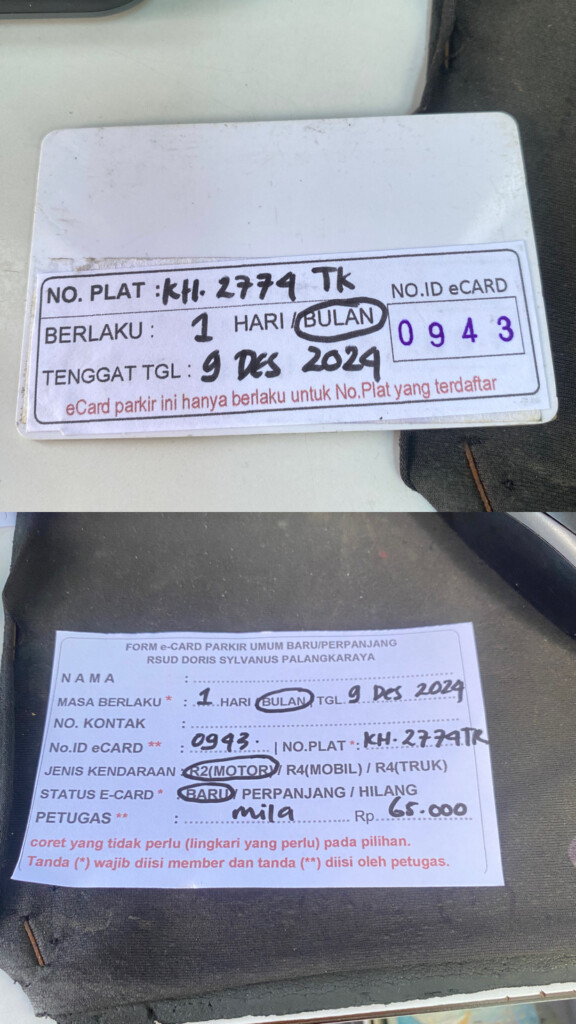 NO. PLAT : KH. 2774 TK
NO.ID eCARD
BERLAKU : 1 HARI / BULAN
0943
TENGGAT TGL : 9 DES 2024
eCard parkir ini hanya berlaku untuk No.Plat yang terdaftar
FORM e-CARD PARKIR UMUM BARU/PERPANJANG
RSUD DORIS SYLVANUS PALANGKARAYA
NAMA :
MASA BERLAKU * : 1 HARI / BULAN, TGL. 9 Des 2024
NO. KONTAK :
No.ID eCARD ** : 0943. | NO.PLAT *: KH. 2774 TK
JENIS KENDARAAN : R2(MOTOR) / R4(MOBIL) / R4(TRUK)
STATUS E-CARD * : BARU / PERPANJANG / HILANG
PETUGAS ** : mila Rp. 65.000
coret yang tidak perlu (lingkari yang perlu) pada pilihan.
Tanda (*) wajib diisi member dan tanda (**) diisi oleh petugas.